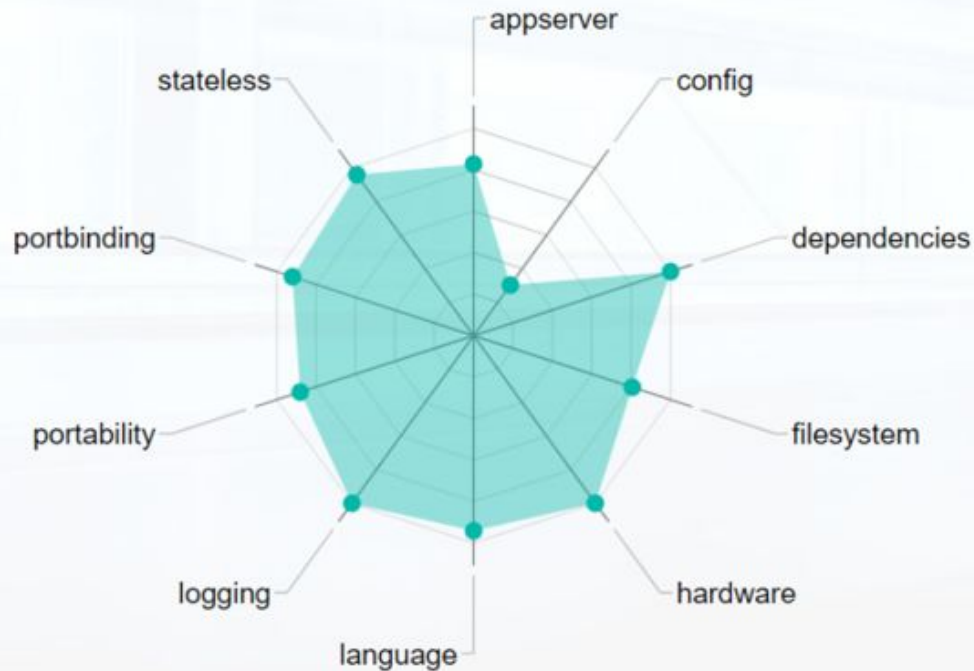 appserver
stateless
config
portbinding
dependencies
portability
filesystem
logging
hardware
language